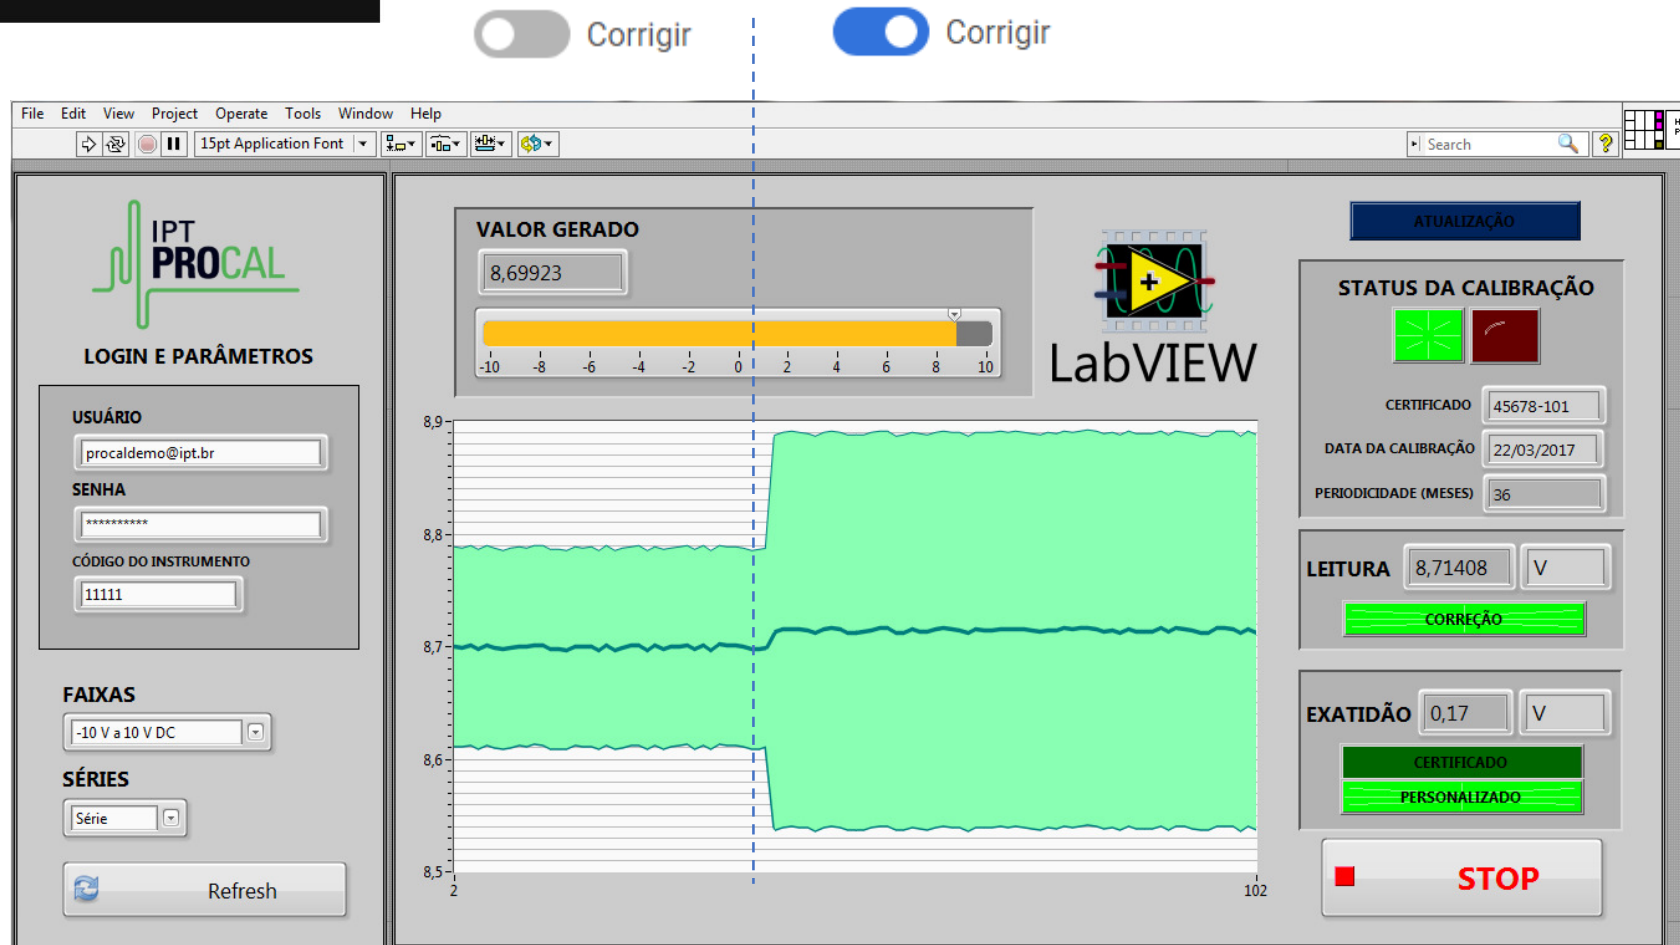 Corrigir
Corrigir
File Edit View Project Operate Tools Window Help
15pt Application Font
Search
IPT
PROCAL
LOGIN E PARÂMETROS
USUÁRIO
procaldemo@ipt.br
SENHA
**********
CÓDIGO DO INSTRUMENTO
11111
FAIXAS
-10 V a 10 V DC
SÉRIES
Série
Refresh
VALOR GERADO
8,69923
-10 -8 -6 -4 -2 0 2 4 6 8 10
LabVIEW
8,9
8,8
8,7
8,6
8,5
2 102
ATUALIZAÇÃO
STATUS DA CALIBRAÇÃO
CERTIFICADO 45678-101
DATA DA CALIBRAÇÃO 22/03/2017
PERIODICIDADE (MESES) 36
LEITURA 8,71408 V
CORREÇÃO
EXATIDÃO 0,17 V
CERTIFICADO
PERSONALIZADO
STOP